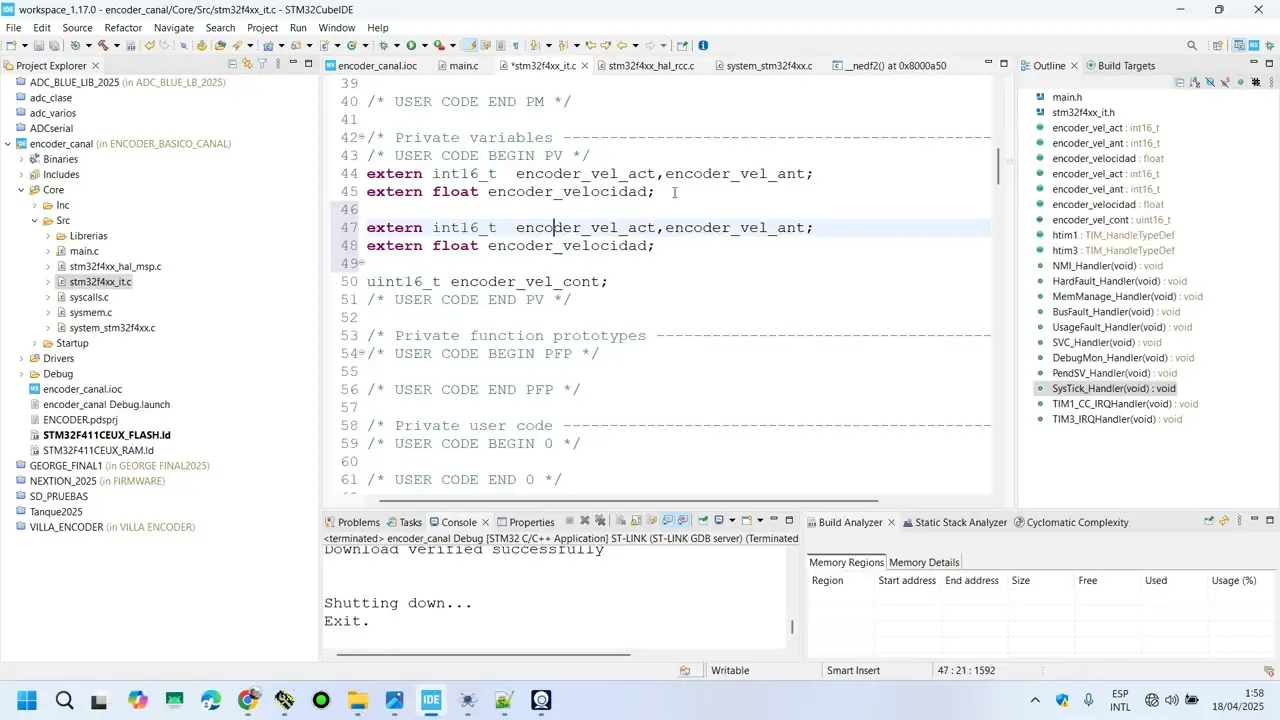 workspace_1.17.0 - encoder_canal/Core/Src/stm32f4xx_it.c - STM32CubeIDE
File Edit Source Refactor Navigate Search Project Run Window Help
Project Explorer
ADC_BLUE_LIB_2025 (in ADC_BLUE_LIB_2025)
adc_clase
adc_varios
ADCserial
encoder_canal (in ENCODER_BASICO_CANAL)
Binaries
Includes
Core
Inc
Src
Librerias
main.c
stm32f4xx_hal_msp.c
stm32f4xx_it.c
syscalls.c
sysmem.c
system_stm32f4xx.c
Startup
Drivers
Debug
encoder_canal.ioc
encoder_canal Debug.launch
ENCODER.pdsprj
STM32F411CEUX_FLASH.ld
STM32F411CEUX_RAM.ld
GEORGE_FINAL1 (in GEORGE FINAL2025)
NEXTION_2025 (in FIRMWARE)
SD_PRUEBAS
Tanque2025
VILLA_ENCODER (in VILLA ENCODER)
encoder_canal.ioc main.c *stm32f4xx_it.c stm32f4xx_hal_rcc.c system_stm32f4xx.c __nedf2() at 0x8000a50
39
40 /* USER CODE END PM */
41
42 /* Private variables -----------------------------------------------
43 /* USER CODE BEGIN PV */
44 extern int16_t  encoder_vel_act,encoder_vel_ant;
45 extern float encoder_velocidad;
46
47 extern int16_t  encoder_vel_act,encoder_vel_ant;
48 extern float encoder_velocidad;
49
50 uint16_t encoder_vel_cont;
51 /* USER CODE END PV */
52
53 /* Private function prototypes -------------------------------------
54 /* USER CODE BEGIN PFP */
55
56 /* USER CODE END PFP */
57
58 /* Private user code -----------------------------------------------
59 /* USER CODE BEGIN 0 */
60
61 /* USER CODE END 0 */
Outline Build Targets
main.h
stm32f4xx_it.h
encoder_vel_act : int16_t
encoder_vel_ant : int16_t
encoder_velocidad : float
encoder_vel_act : int16_t
encoder_vel_ant : int16_t
encoder_velocidad : float
encoder_vel_cont : uint16_t
htim1 : TIM_HandleTypeDef
htim3 : TIM_HandleTypeDef
NMI_Handler(void) : void
HardFault_Handler(void) : void
MemManage_Handler(void) : void
BusFault_Handler(void) : void
UsageFault_Handler(void) : void
SVC_Handler(void) : void
DebugMon_Handler(void) : void
PendSV_Handler(void) : void
SysTick_Handler(void) : void
TIM1_CC_IRQHandler(void) : void
TIM3_IRQHandler(void) : void
Problems Tasks Console Properties
<terminated> encoder_canal Debug [STM32 C/C++ Application] ST-LINK (ST-LINK GDB server) (Terminated
Download verified successfully
Shutting down...
Exit.
Build Analyzer Static Stack Analyzer Cyclomatic Complexity
Memory Regions Memory Details
Region Start address End address Size Free Used Usage (%)
Writable Smart Insert 47 : 21 : 1592
IDE
ESP
INTL
1:58
18/04/2025